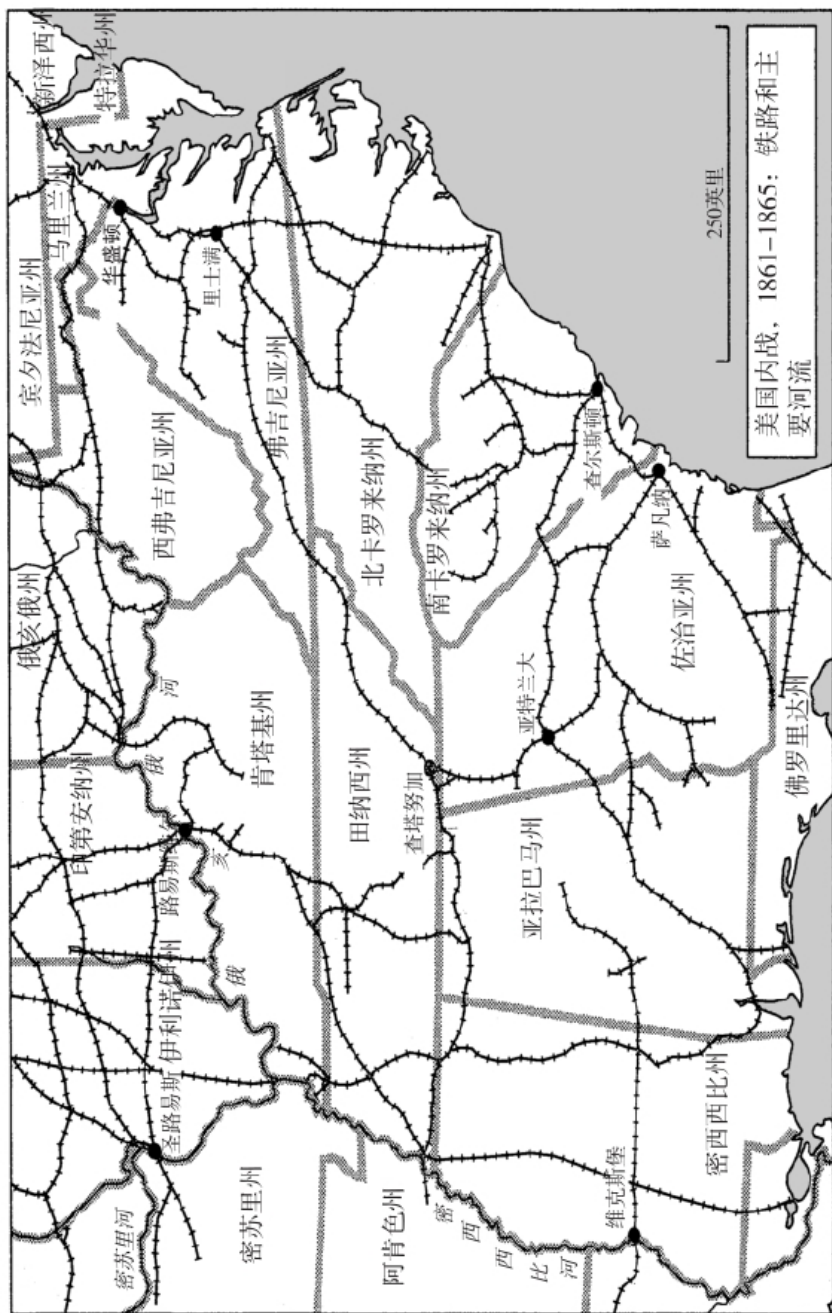 新泽西州
特拉华州
马里兰州
宾夕法尼亚州
华盛顿
里士满
西弗吉尼亚州
弗吉尼亚州
俄亥俄州
河
俄
亥
俄
印第安纳州
肯塔基州
北卡罗来纳州
南卡罗来纳州
查尔斯顿
萨凡纳
路易斯
田纳西州
查塔努加
亚特兰大
佐治亚州
伊利诺伊州
圣路易斯
亚拉巴马州
佛罗里达州
密苏里河
密苏里州
阿肯色州
密
西
西
比
河
维克斯堡
密西西比州
250英里
美国内战，1861-1865：铁路和主
要河流